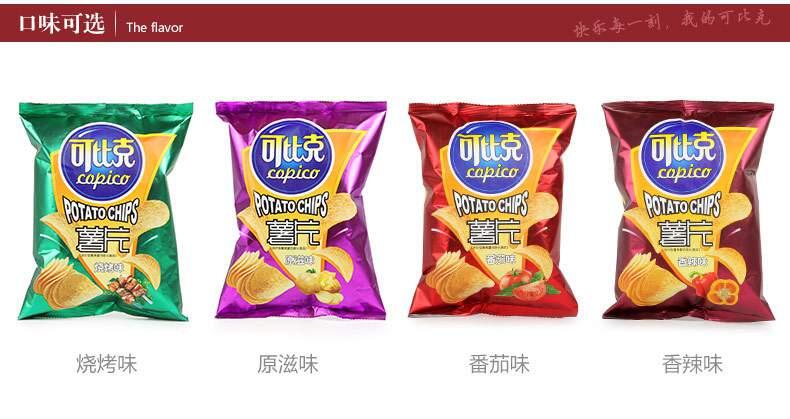 口味可选 The flavor
快乐每一刻，我的可比克
可比克
copico
POTATO CHIPS
薯片
烧烤味
可比克
copico
POTATO CHIPS
薯片
原滋味
可比克
copico
POTATO CHIPS
薯片
番茄味
可比克
copico
POTATO CHIPS
薯片
香辣味
烧烤味
原滋味
番茄味
香辣味